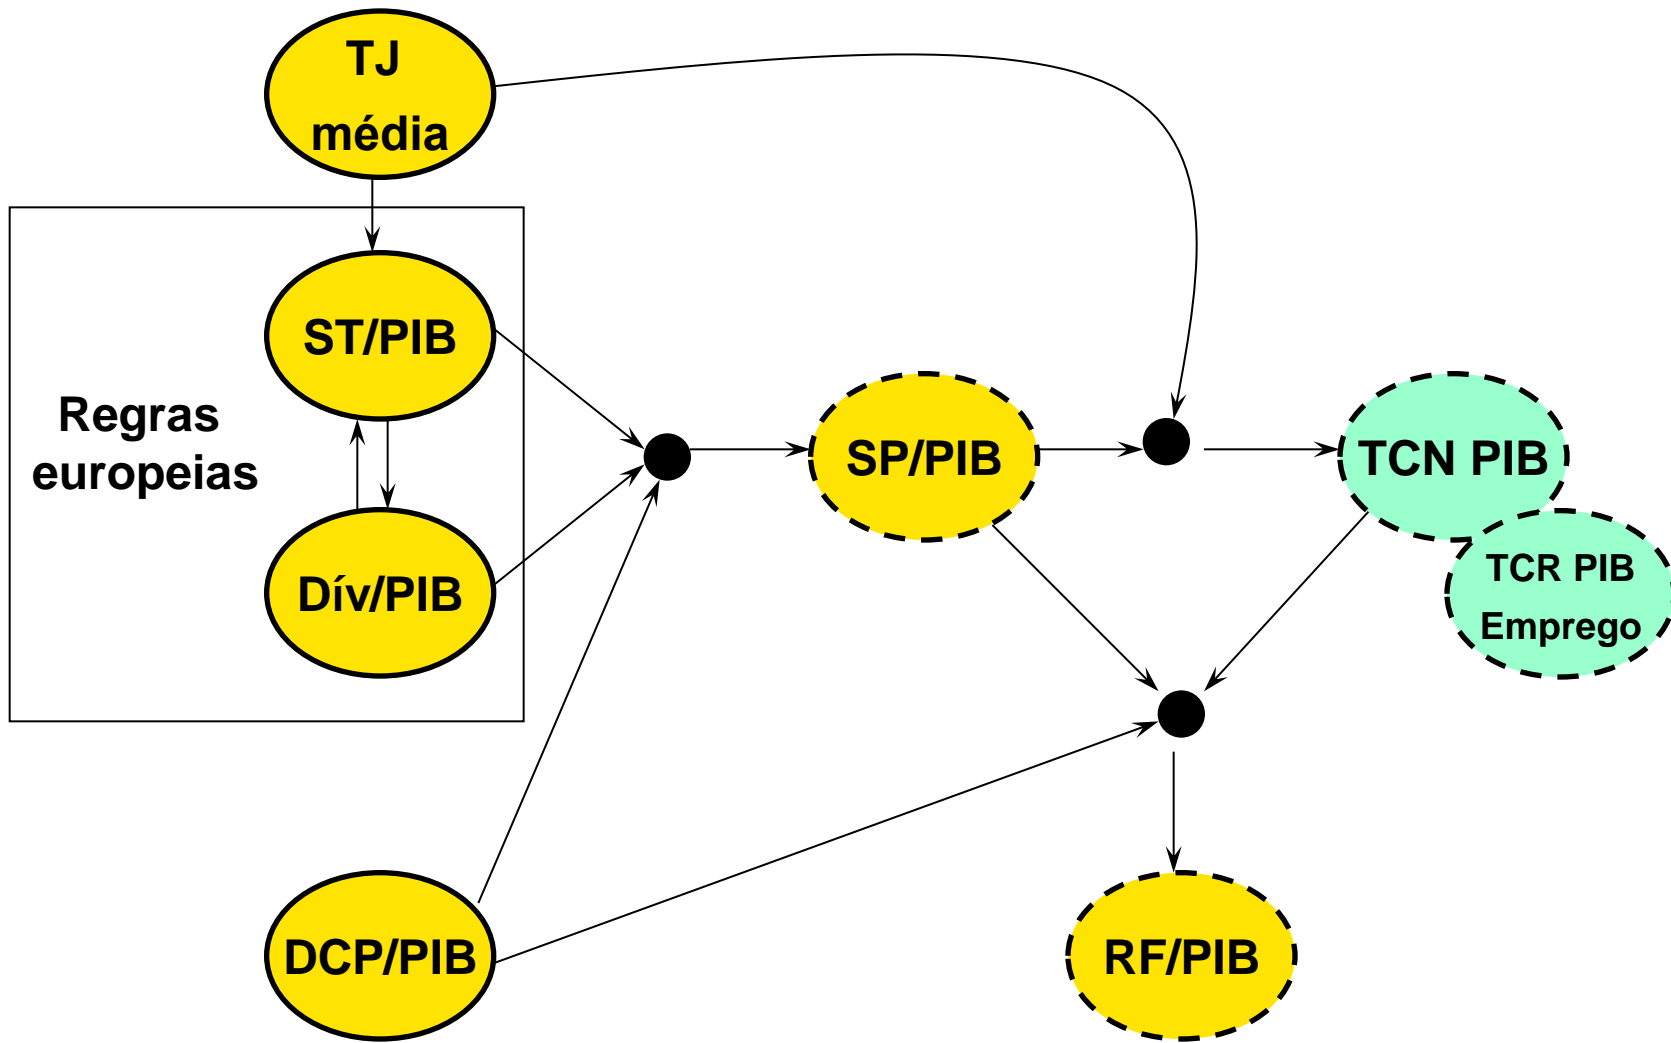 TJ
média
ST/PIB
Regras
europeias
Dív/PIB
SP/PIB
TCN PIB
TCR PIB
Emprego
DCP/PIB
RF/PIB